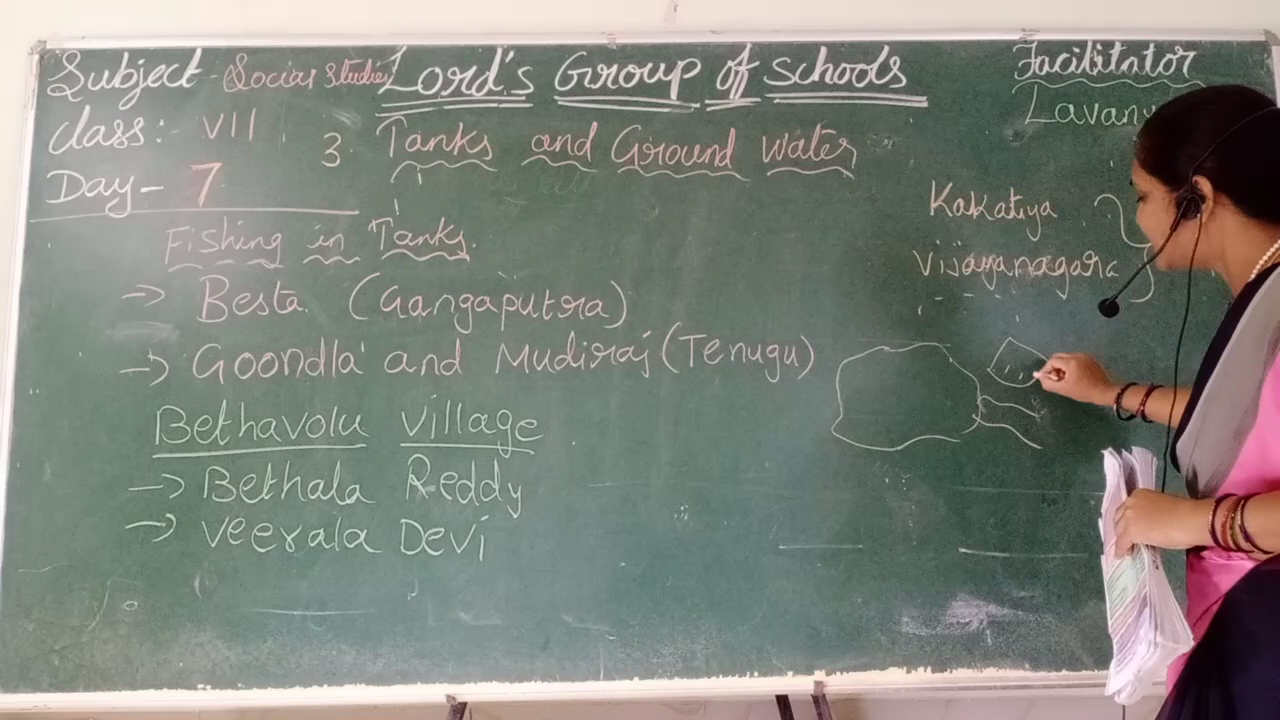 Subject - Social Studies
Lord's Group of schools
Facilitator
class:- VII
Day - 7
3. Tanks and Ground water
Kakatiya
Vijayanagara
Fishing in Tanks.
→ Besta (Gangaputra)
→ Goondla and Mudiraj (Tenugu)
Bethavolu village
→ Bethala Reddy
→ Veerala Devi